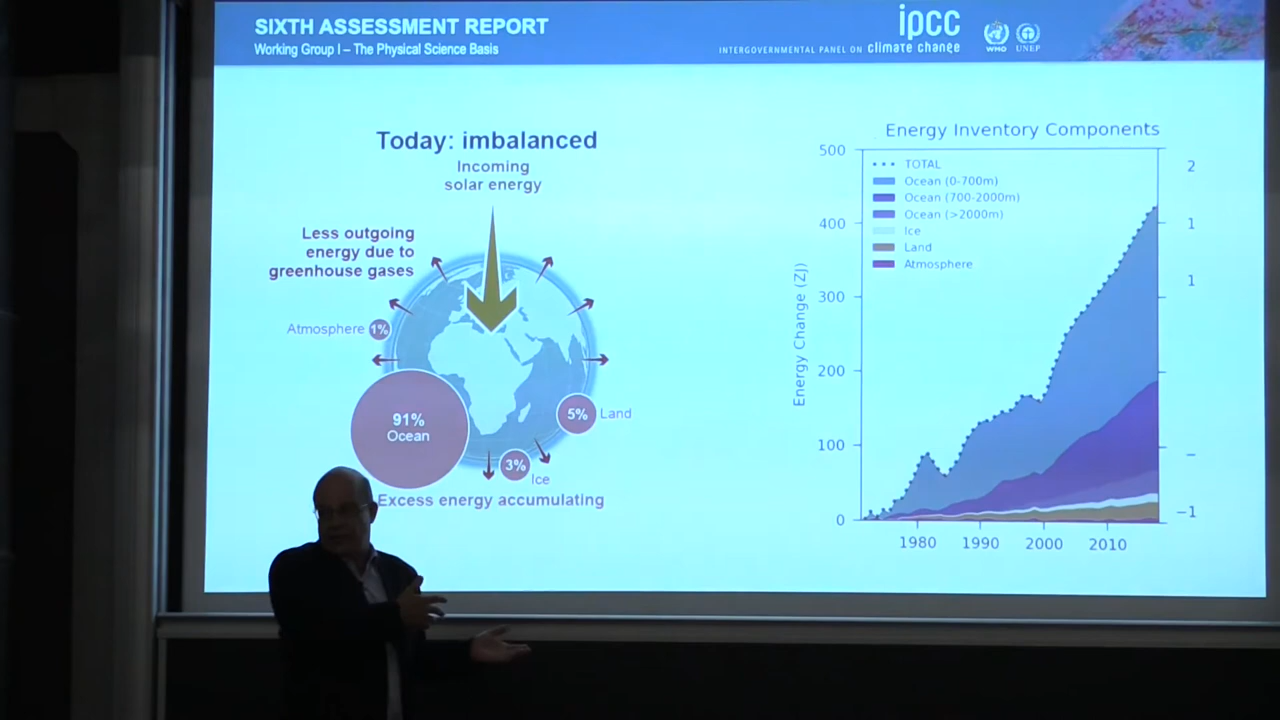 SIXTH ASSESSMENT REPORT
Working Group I – The Physical Science Basis
ipcc
INTERGOVERNMENTAL PANEL ON climate change
WMO
UNEP
Today: imbalanced
Incoming
solar energy
Less outgoing
energy due to
greenhouse gases
Atmosphere 1%
91%
Ocean
5% Land
3%
Ice
Excess energy accumulating
Energy Inventory Components
Energy Change (ZJ)
500
400
300
200
100
0
TOTAL
Ocean (0-700m)
Ocean (700-2000m)
Ocean (>2000m)
Ice
Land
Atmosphere
1980 1990 2000 2010
2
1
1
−
−1